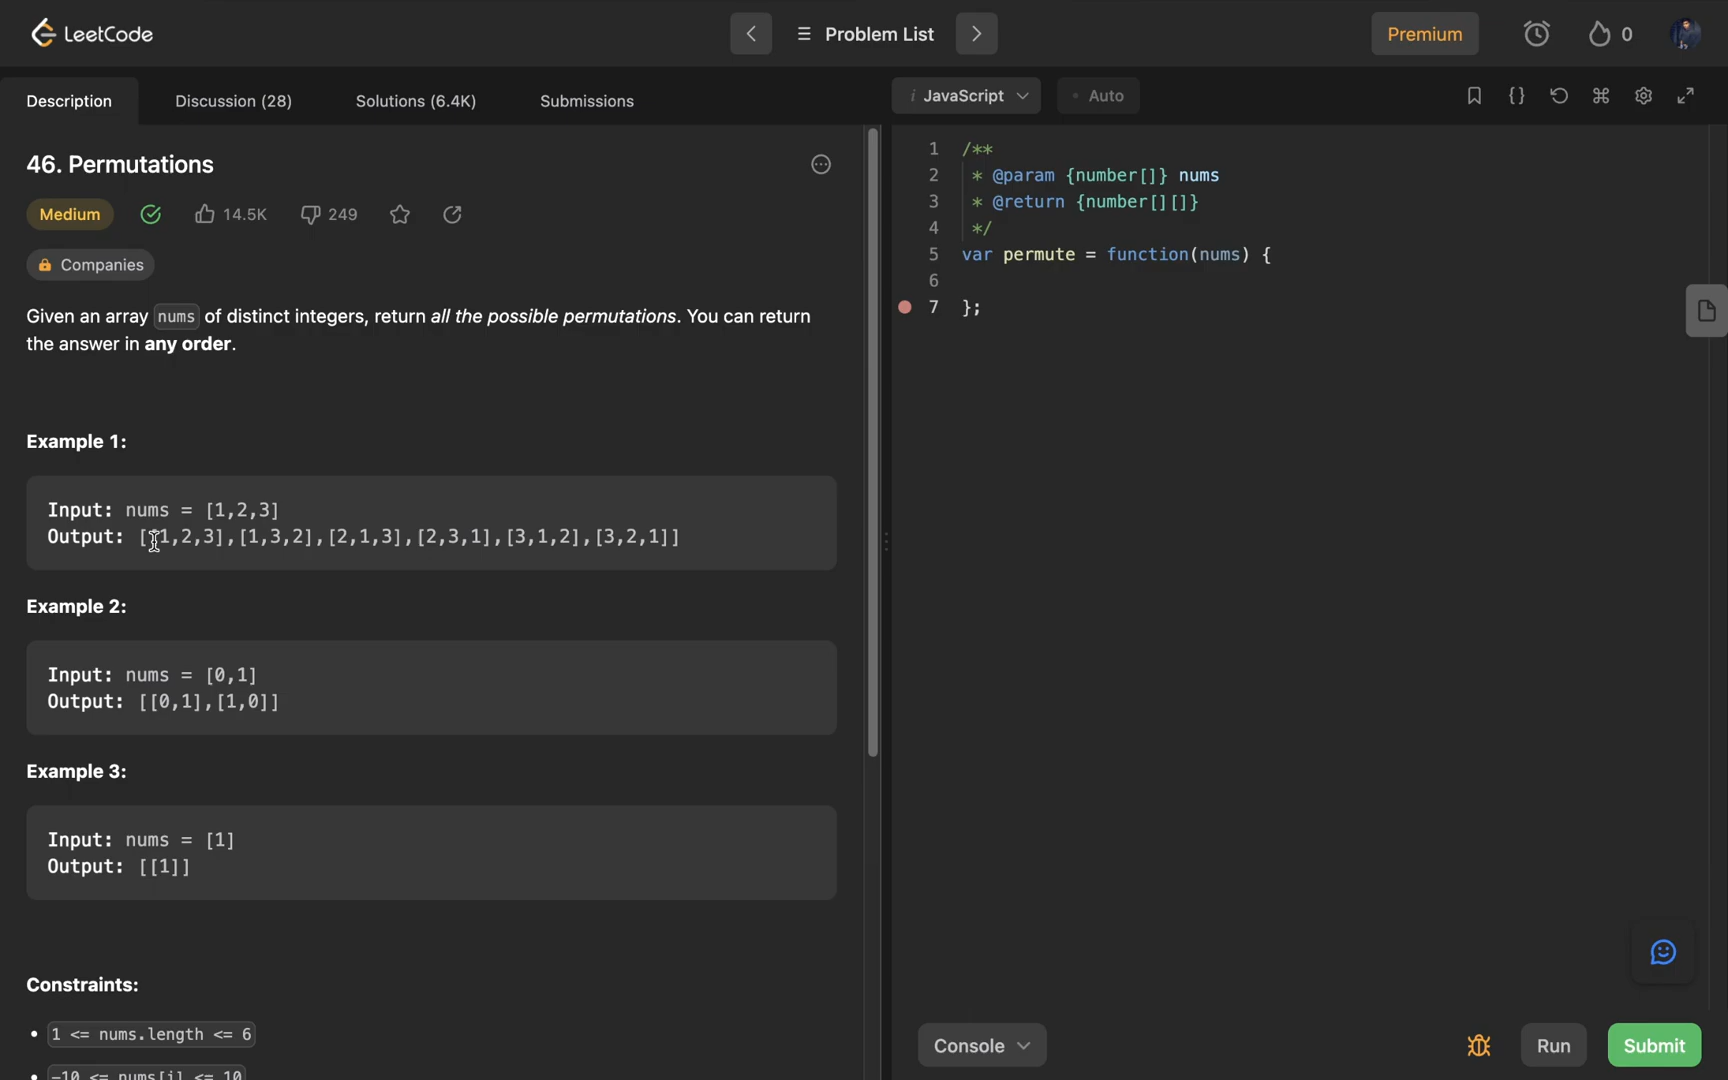 LeetCode
Problem List
Premium
0
Description
Discussion (28)
Solutions (6.4K)
Submissions
i JavaScript
• Auto
46. Permutations
Medium
14.5K
249
Companies
Given an array nums of distinct integers, return all the possible permutations. You can return
the answer in any order.
Example 1:
Input: nums = [1,2,3]
Output: [[1,2,3],[1,3,2],[2,1,3],[2,3,1],[3,1,2],[3,2,1]]
Example 2:
Input: nums = [0,1]
Output: [[0,1],[1,0]]
Example 3:
Input: nums = [1]
Output: [[1]]
Constraints:
• 1 <= nums.length <= 6
• -10 <= nums[i] <= 10
1 /**
2 * @param {number[]} nums
3 * @return {number[][]}
4 */
5 var permute = function(nums) {
6
7 };
Console
Run
Submit